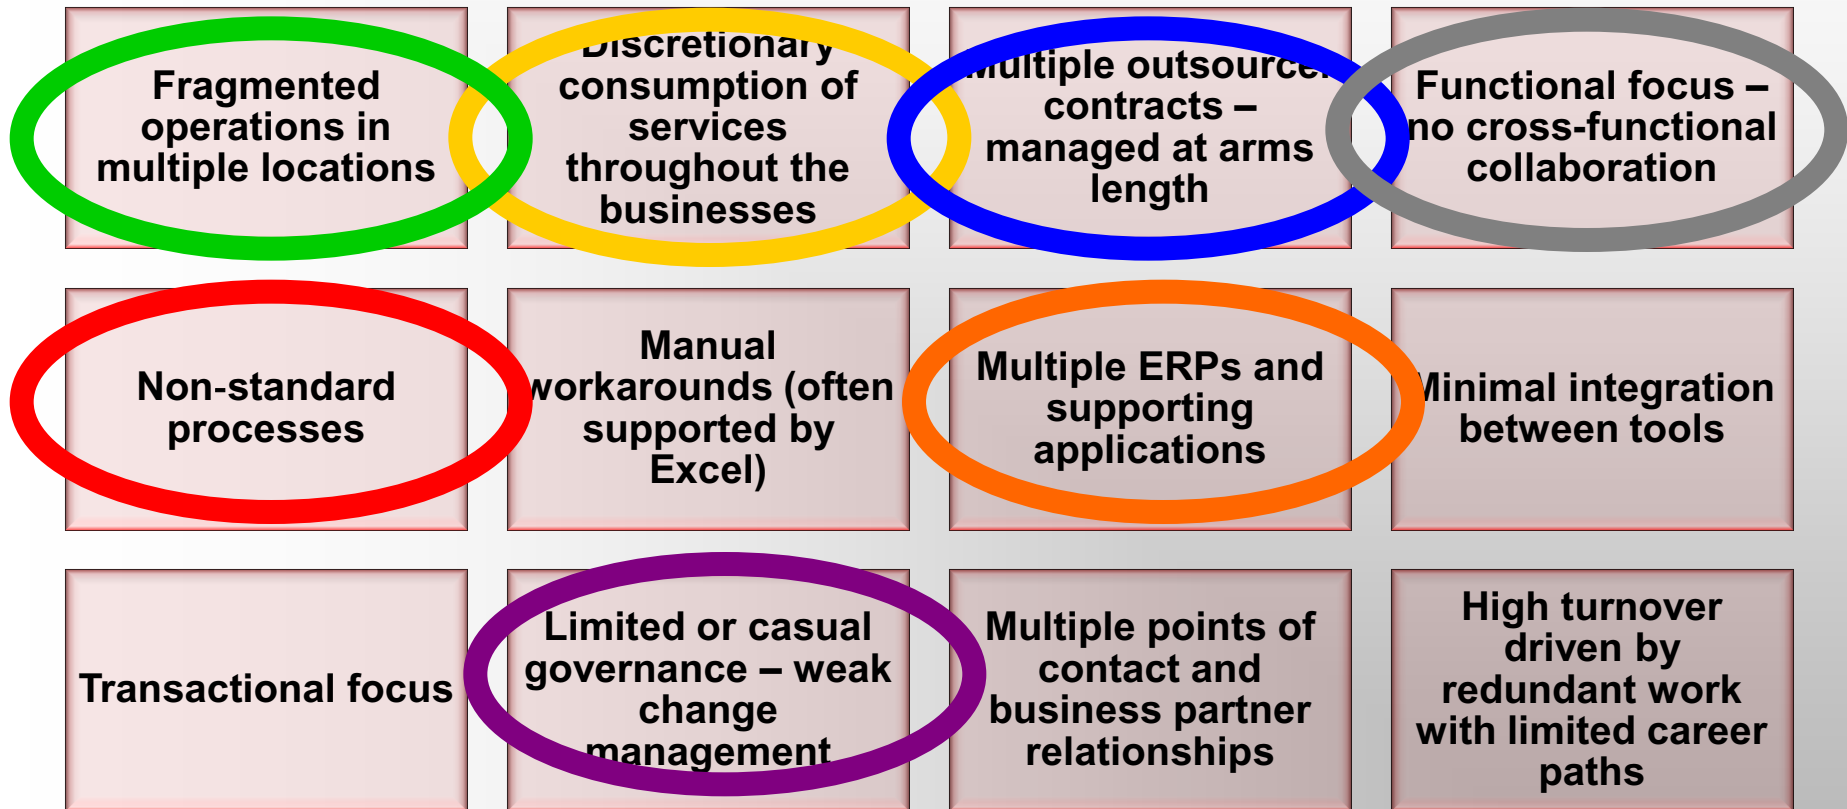 Fragmented
operations in
multiple locations
Discretionary
consumption of
services
throughout the
businesses
Multiple outsourcer
contracts –
managed at arms
length
Functional focus –
no cross-functional
collaboration
Non-standard
processes
Manual
workarounds (often
supported by
Excel)
Multiple ERPs and
supporting
applications
Minimal integration
between tools
Transactional focus
Limited or casual
governance – weak
change
management
Multiple points of
contact and
business partner
relationships
High turnover
driven by
redundant work
with limited career
paths